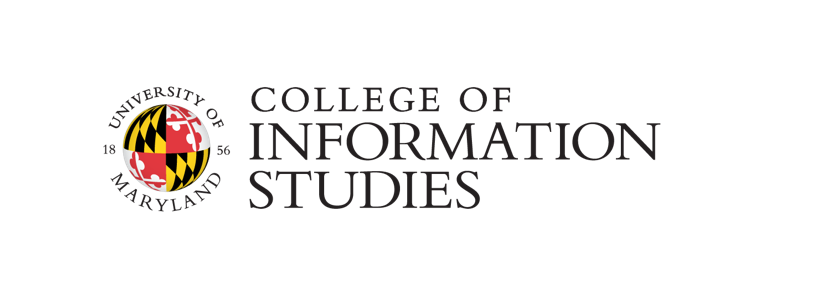 UNIVERSITY OF
18 56
MARYLAND
COLLEGE OF
INFORMATION
STUDIES